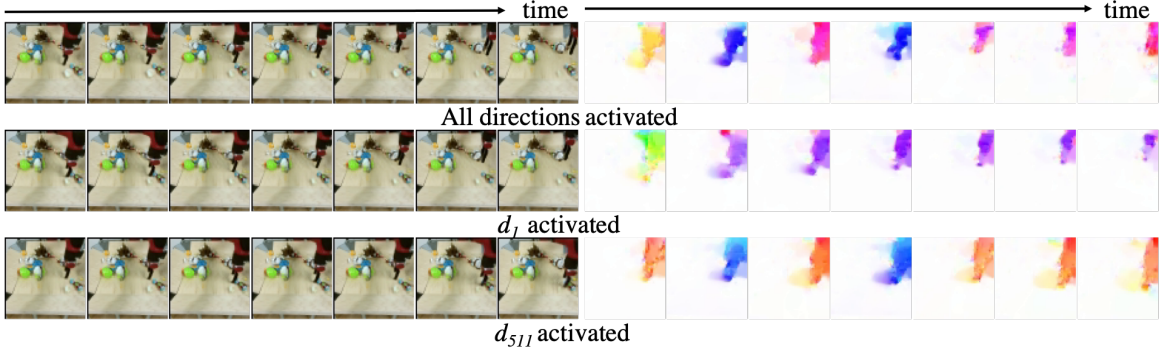 time
time
All directions activated
d1 activated
d511 activated